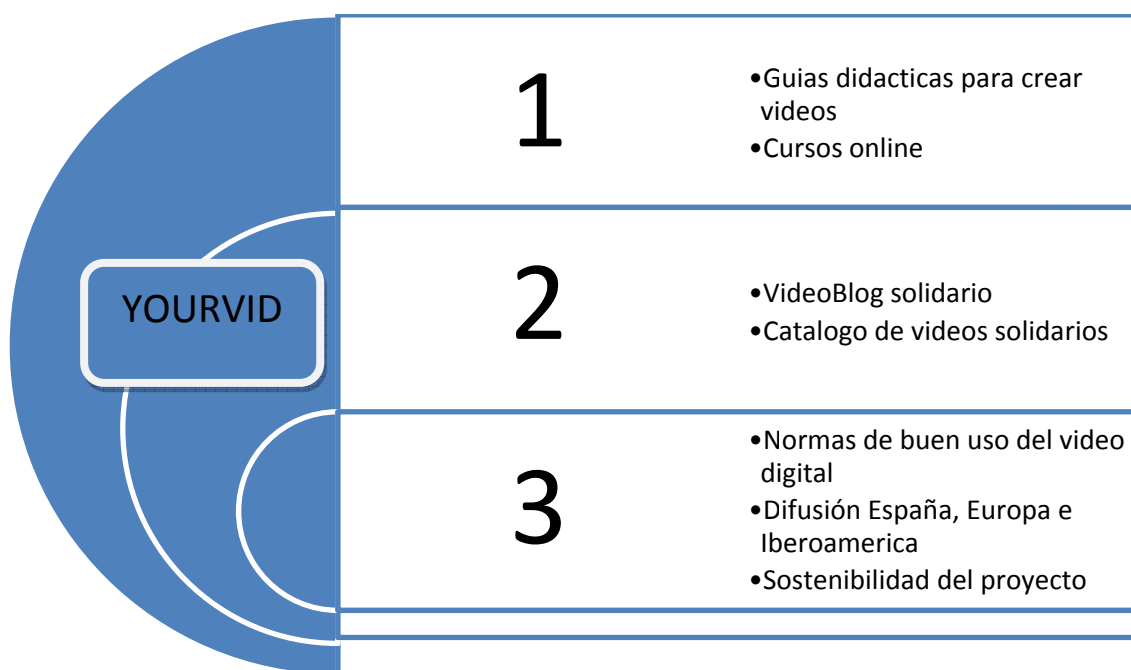 YOURVID
1
•Guias didacticas para crear
videos
•Cursos online
2
•VideoBlog solidario
•Catalogo de videos solidarios
3
•Normas de buen uso del video
digital
•Difusión España, Europa e
Iberoamerica
•Sostenibilidad del proyecto